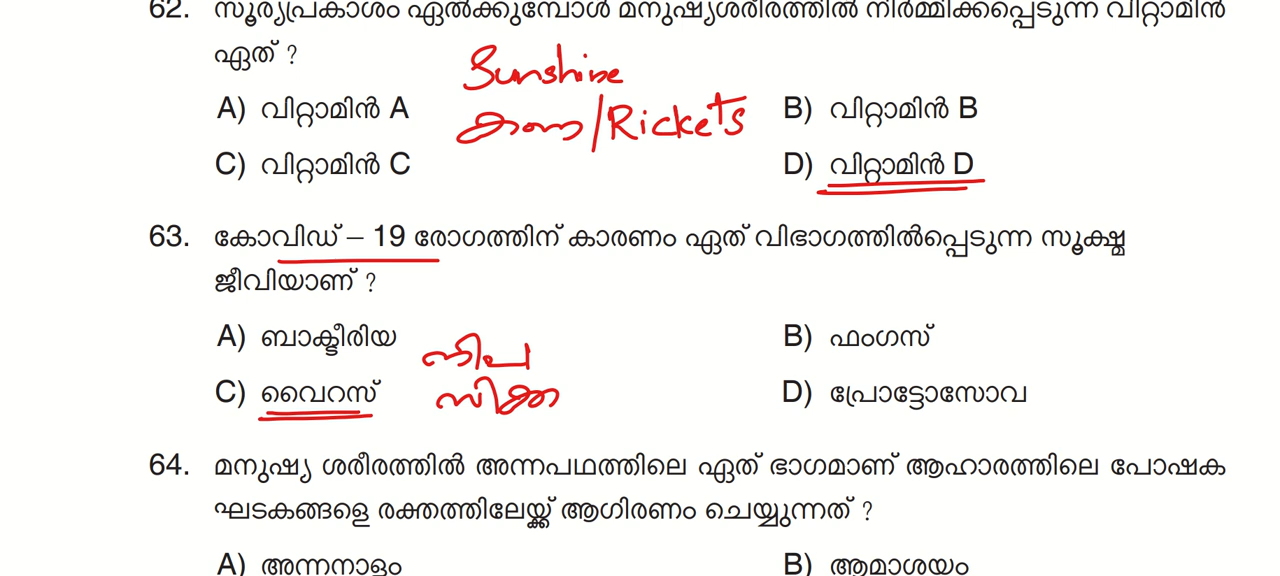 62. സൂര്യപ്രകാശം ഏൽക്കുമ്പോൾ മനുഷ്യശരീരത്തിൽ നിർമ്മിക്കപ്പെടുന്ന വിറ്റാമിൻ
ഏത് ?
Sunshine
A) വിറ്റാമിൻ A
കണ/Rickets
B) വിറ്റാമിൻ B
C) വിറ്റാമിൻ C
D) വിറ്റാമിൻ D
63. കോവിഡ് – 19 രോഗത്തിന് കാരണം ഏത് വിഭാഗത്തിൽപ്പെടുന്ന സൂക്ഷ്മ
ജീവിയാണ് ?
A) ബാക്ടീരിയ
നിപ
B) ഫംഗസ്
C) വൈറസ്
സിക്ക
D) പ്രോട്ടോസോവ
64. മനുഷ്യ ശരീരത്തിൽ അന്നപഥത്തിലെ ഏത് ഭാഗമാണ് ആഹാരത്തിലെ പോഷക
ഘടകങ്ങളെ രക്തത്തിലേയ്ക്ക് ആഗിരണം ചെയ്യുന്നത് ?
A) അന്നനാളം
B) ആമാശയം